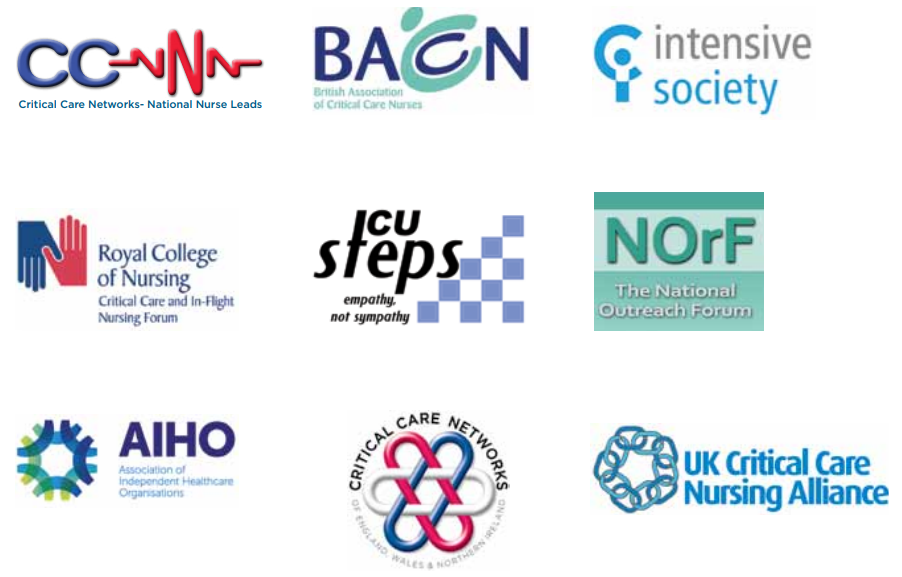 CC-NNN
Critical Care Networks- National Nurse Leads
BACCN
British Association
of Critical Care Nurses
intensive
society
Royal College
of Nursing
Critical Care and In-Flight
Nursing Forum
ICU
steps
empathy,
not sympathy
NOrF
The National
Outreach Forum
AIHO
Association of
Independent Healthcare
Organisations
CRITICAL CARE NETWORKS
OF ENGLAND, WALES & NORTHERN IRELAND
UK Critical Care
Nursing Alliance